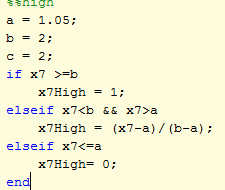 %%high
a = 1.05;
b = 2;
c = 2;
if x7 >=b
x7High = 1;
elseif x7<b && x7>a
x7High = (x7-a)/(b-a);
elseif x7<=a
x7High= 0;
end